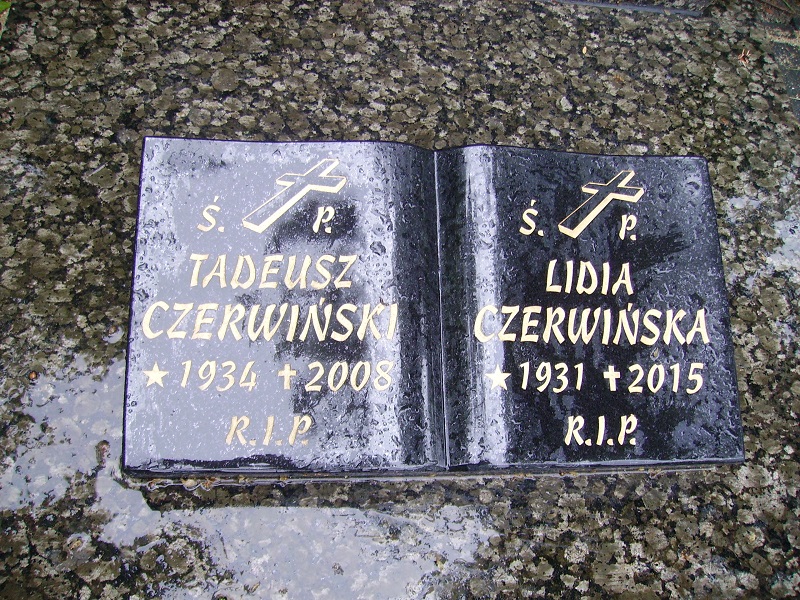 Ś. P.
TADEUSZ
CZERWIŃSKI
★ 1934 ✝ 2008
R.I.P.
Ś. P.
LIDIA
CZERWIŃSKA
★ 1931 ✝ 2015
R.I.P.